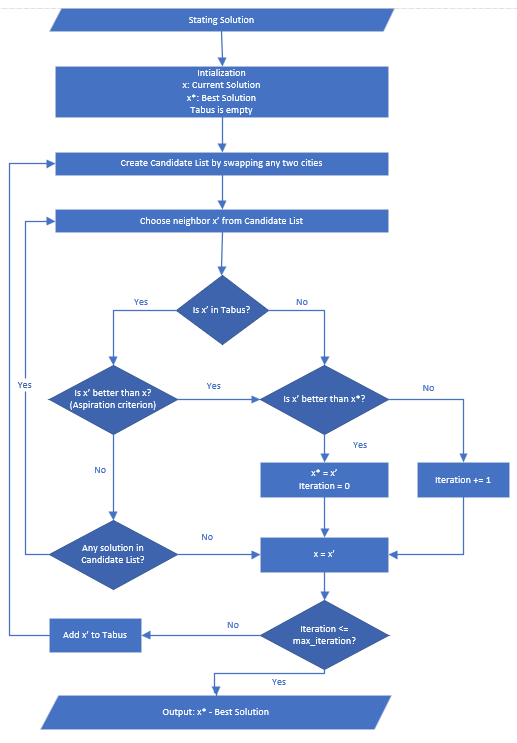 Stating Solution
Intialization
x: Current Solution
x*: Best Solution
Tabus is empty
Create Candidate List by swapping any two cities
Choose neighbor x’ from Candidate List
Is x’ in Tabus?
Yes
No
Is x’ better than x?
(Aspiration criterion)
Yes
Is x’ better than x*?
No
Yes
No
Yes
x* = x’
Iteration = 0
Iteration += 1
Any solution in
Candidate List?
No
x = x’
Iteration <=
max_iteration?
No
Add x’ to Tabus
Yes
Output: x* - Best Solution